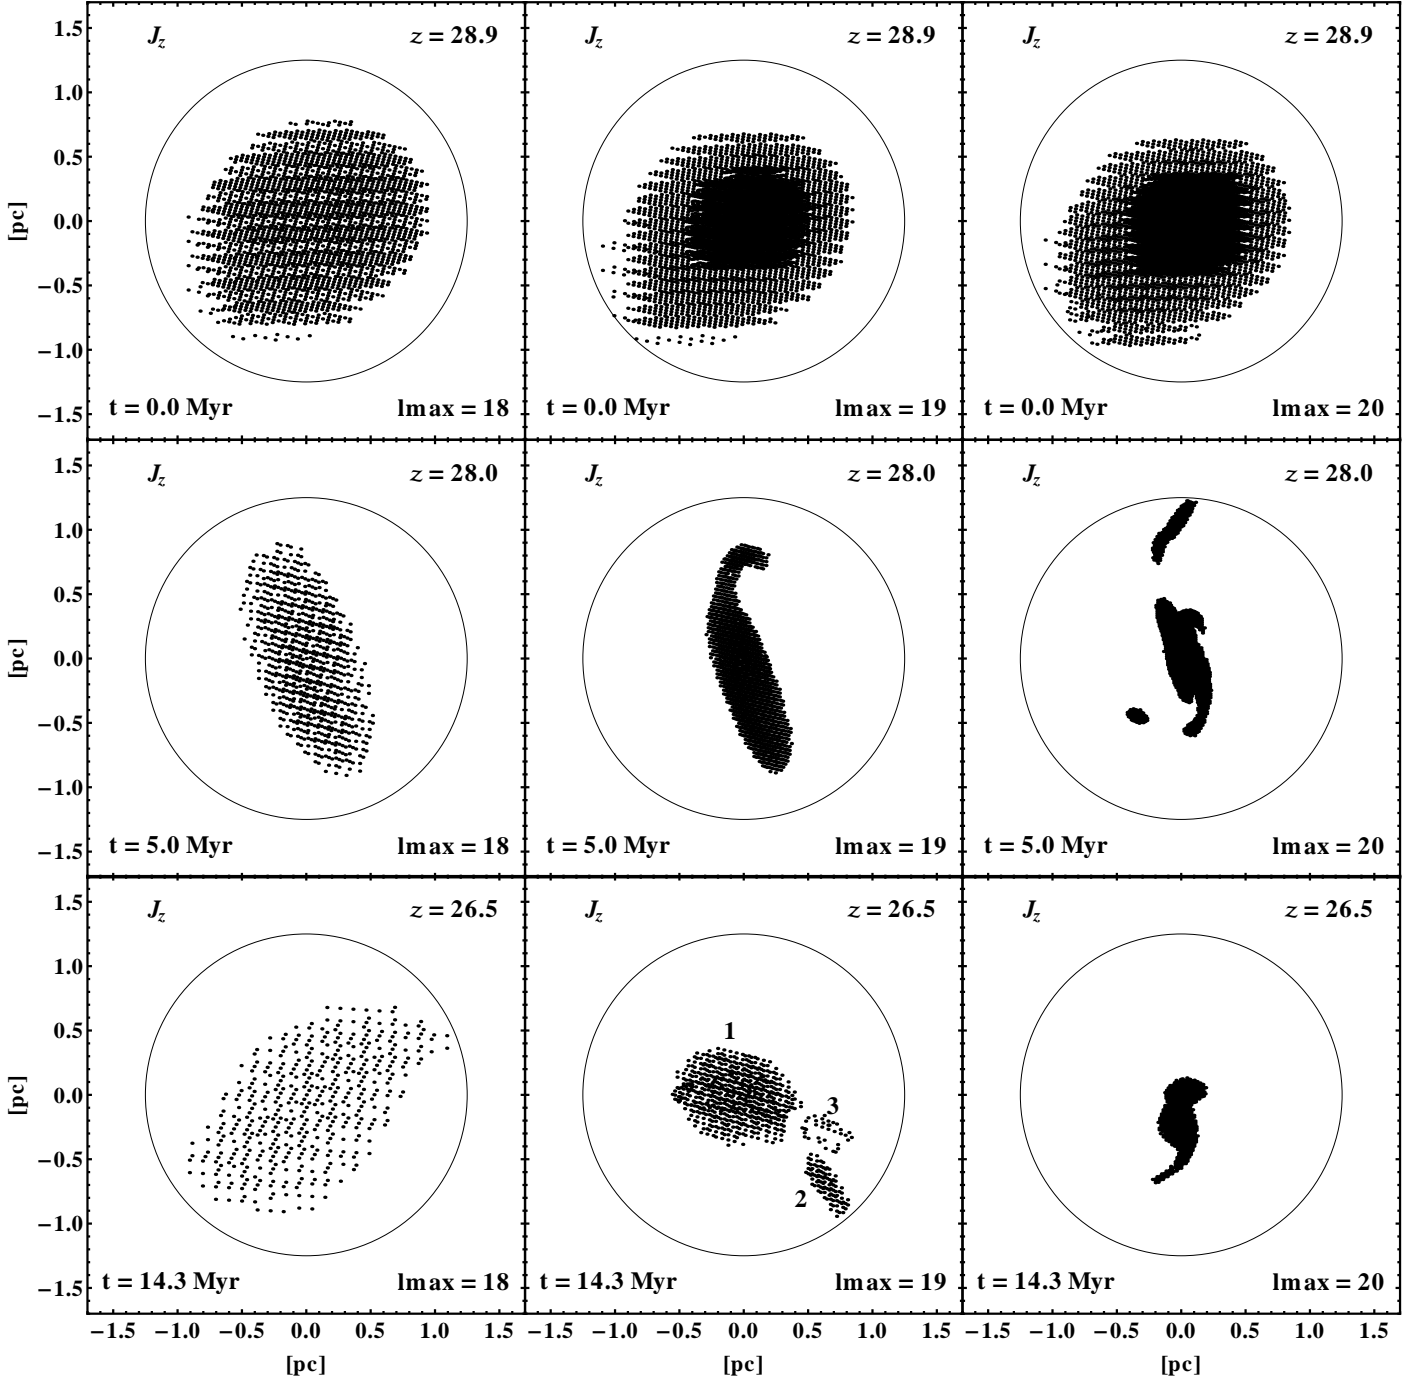 1.5
J_z z = 28.9 J_z z = 28.9 J_z z = 28.9
1.0
0.5
[pc] 0.0
−0.5
−1.0
t = 0.0 Myr lmax = 18 t = 0.0 Myr lmax = 19 t = 0.0 Myr lmax = 20
−1.5
1.5
J_z z = 28.0 J_z z = 28.0 J_z z = 28.0
1.0
0.5
[pc] 0.0
−0.5
−1.0
t = 5.0 Myr lmax = 18 t = 5.0 Myr lmax = 19 t = 5.0 Myr lmax = 20
−1.5
1.5
J_z z = 26.5 J_z z = 26.5 J_z z = 26.5
1.0
0.5 1
[pc] 0.0
3
−0.5
2
−1.0
t = 14.3 Myr lmax = 18 t = 14.3 Myr lmax = 19 t = 14.3 Myr lmax = 20
−1.5
−1.5 −1.0 −0.5 0.0 0.5 1.0 1.5 −1.5 −1.0 −0.5 0.0 0.5 1.0 1.5 −1.5 −1.0 −0.5 0.0 0.5 1.0 1.5
[pc] [pc] [pc]